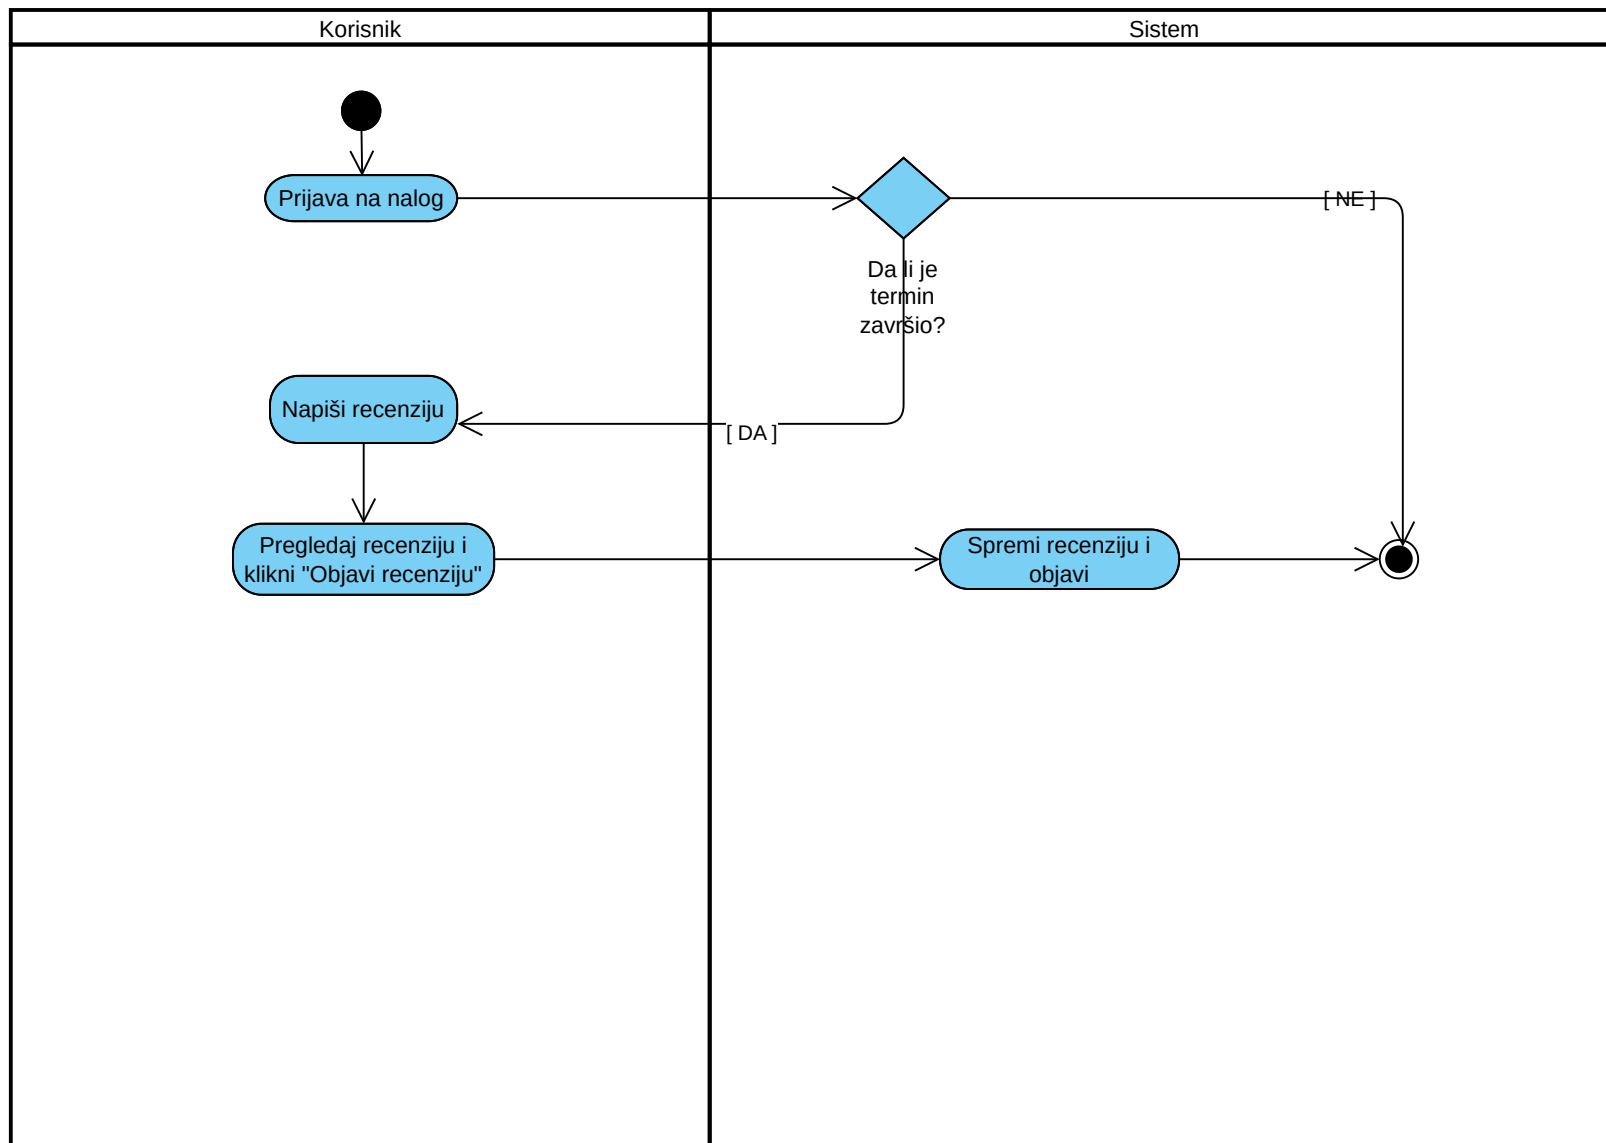 Korisnik
Sistem
Prijava na nalog
[ NE ]
Da li je
termin
završio?
Napiši recenziju
[ DA ]
Pregledaj recenziju i
klikni "Objavi recenziju"
Spremi recenziju i
objavi